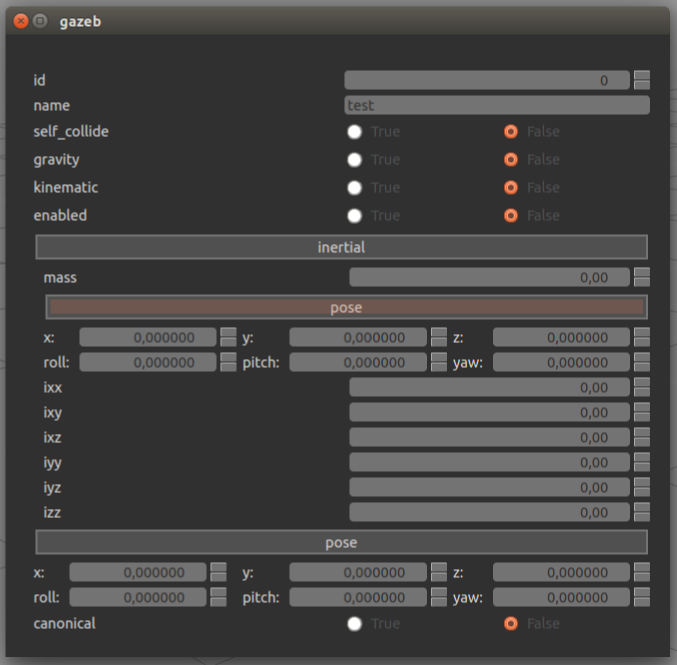 gazeb
id 0
name test
self_collide True False
gravity True False
kinematic True False
enabled True False
inertial
mass 0,00
pose
x: 0,000000 y: 0,000000 z: 0,000000
roll: 0,000000 pitch: 0,000000 yaw: 0,000000
ixx 0,00
ixy 0,00
ixz 0,00
iyy 0,00
iyz 0,00
izz 0,00
pose
x: 0,000000 y: 0,000000 z: 0,000000
roll: 0,000000 pitch: 0,000000 yaw: 0,000000
canonical True False